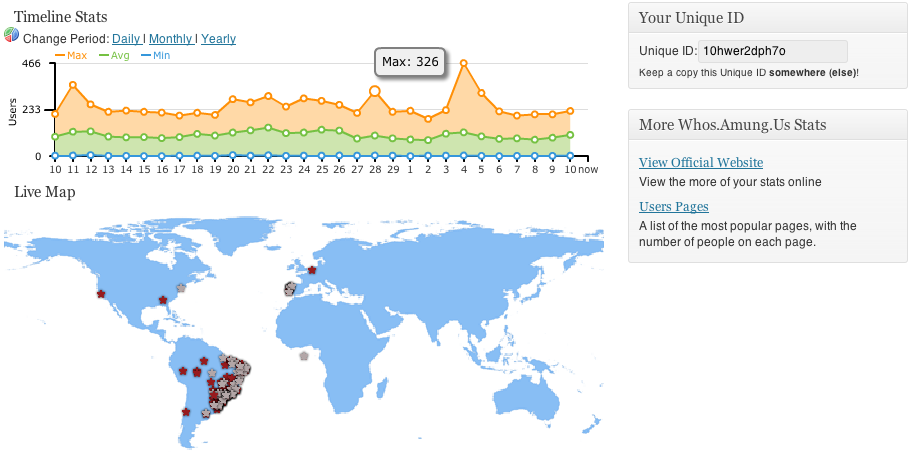 Timeline Stats
Change Period: Daily | Monthly | Yearly
Max Avg Min
Max: 326
466
233
0
Users
10 11 12 13 14 15 16 17 18 19 20 21 22 23 24 25 26 27 28 29 1 2 3 4 5 6 7 8 9 10 now
Live Map
Your Unique ID
Unique ID: 10hwer2dph7o
Keep a copy this Unique ID somewhere (else)!
More Whos.Amung.Us Stats
View Official Website
View the more of your stats online
Users Pages
A list of the most popular pages, with the
number of people on each page.